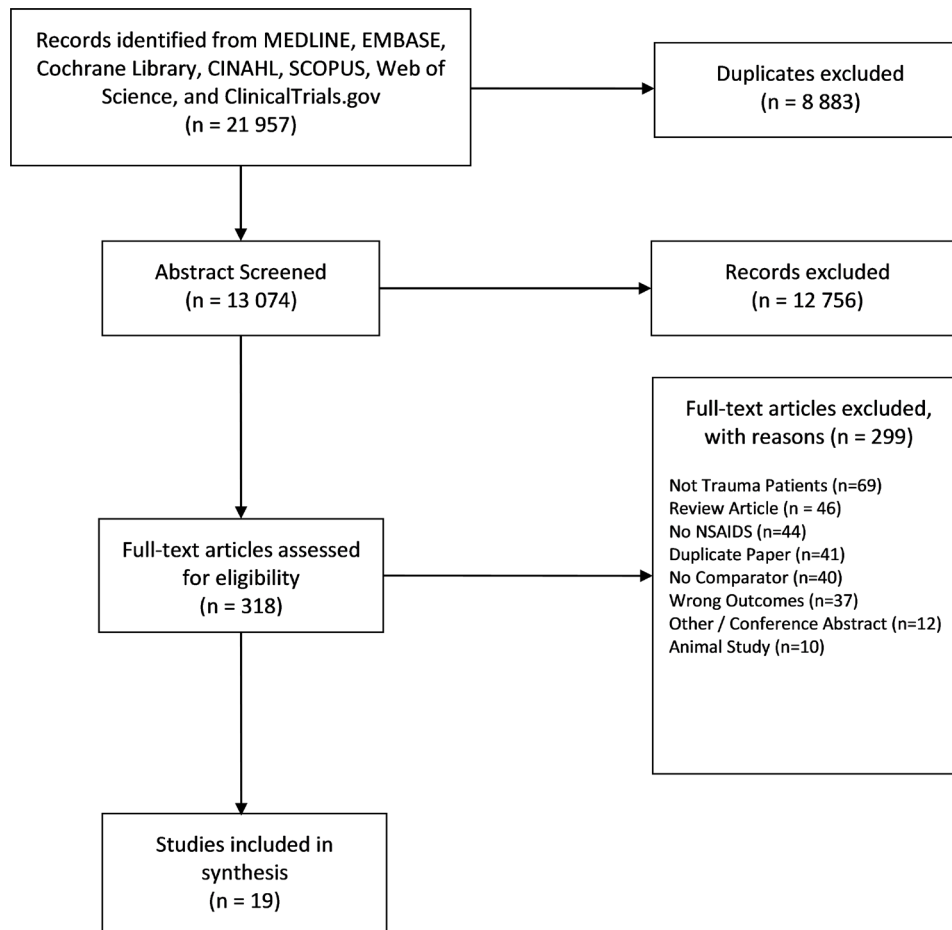 Records identified from MEDLINE, EMBASE,
Cochrane Library, CINAHL, SCOPUS, Web of
Science, and ClinicalTrials.gov
(n = 21 957)
Duplicates excluded
(n = 8 883)
Abstract Screened
(n = 13 074)
Records excluded
(n = 12 756)
Full-text articles assessed
for eligibility
(n = 318)
Full-text articles excluded,
with reasons (n = 299)
Not Trauma Patients (n=69)
Review Article (n = 46)
No NSAIDS (n=44)
Duplicate Paper (n=41)
No Comparator (n=40)
Wrong Outcomes (n=37)
Other / Conference Abstract (n=12)
Animal Study (n=10)
Studies included in
synthesis
(n = 19)